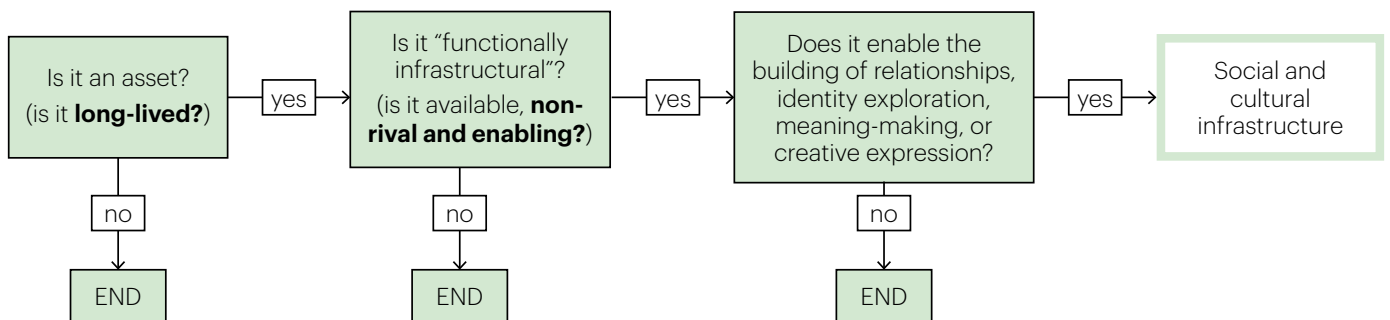 Is it an asset?
(is it long-lived?)
yes
no
END
Is it “functionally
infrastructural”?
(is it available, non-
rival and enabling?)
yes
no
END
Does it enable the
building of relationships,
identity exploration,
meaning-making, or
creative expression?
yes
no
END
Social and
cultural
infrastructure